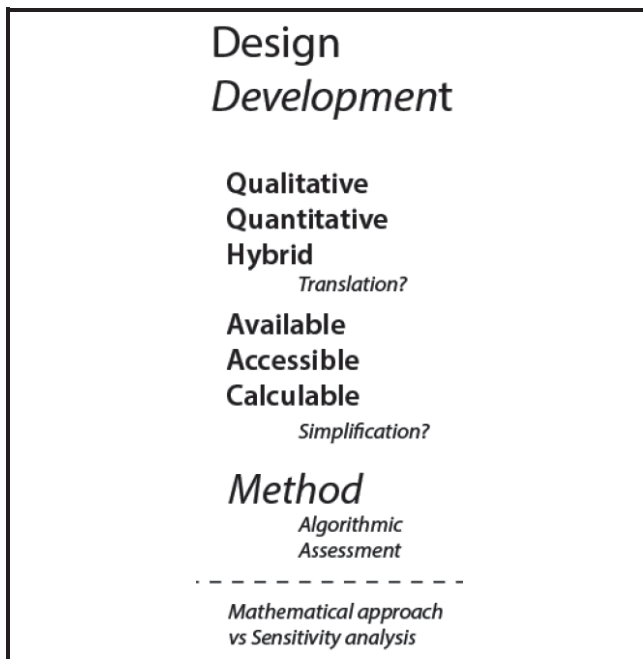 Design
Development
Qualitative
Quantitative
Hybrid
Translation?
Available
Accessible
Calculable
Simplification?
Method
Algorithmic
Assessment
Mathematical approach
vs Sensitivity analysis